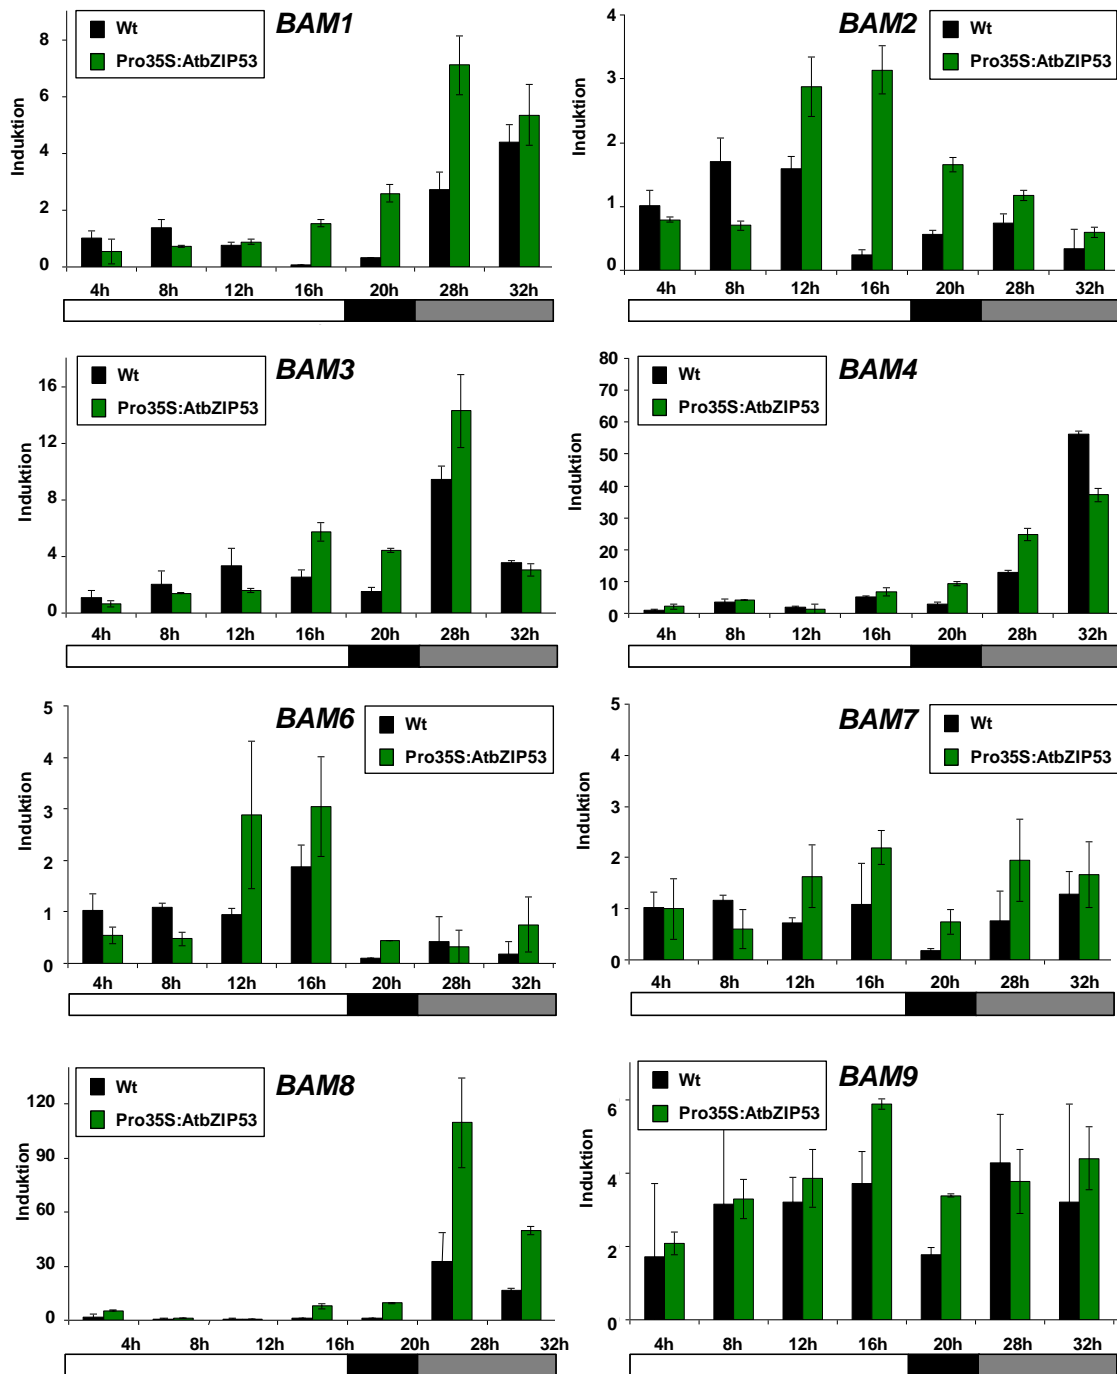 BAM1
Wt
Pro35S:AtbZIP53
Induktion
8
6
4
2
0
4h 8h 12h 16h 20h 28h 32h
BAM2
Wt
Pro35S:AtbZIP53
Induktion
4
3
2
1
0
4h 8h 12h 16h 20h 28h 32h
BAM3
Wt
Pro35S:AtbZIP53
Induktion
16
12
8
4
0
4h 8h 12h 16h 20h 28h 32h
BAM4
Wt
Pro35S:AtbZIP53
Induktion
80
70
60
50
40
30
20
10
0
4h 8h 12h 16h 20h 28h 32h
BAM6
Wt
Pro35S:AtbZIP53
Induktion
5
4
3
2
1
0
4h 8h 12h 16h 20h 28h 32h
BAM7
Wt
Pro35S:AtbZIP53
Induktion
5
4
3
2
1
0
4h 8h 12h 16h 20h 28h 32h
BAM8
Wt
Pro35S:AtbZIP53
Induktion
120
90
60
30
0
4h 8h 12h 16h 20h 28h 32h
BAM9
Wt
Pro35S:AtbZIP53
Induktion
6
4
2
0
4h 8h 12h 16h 20h 28h 32h